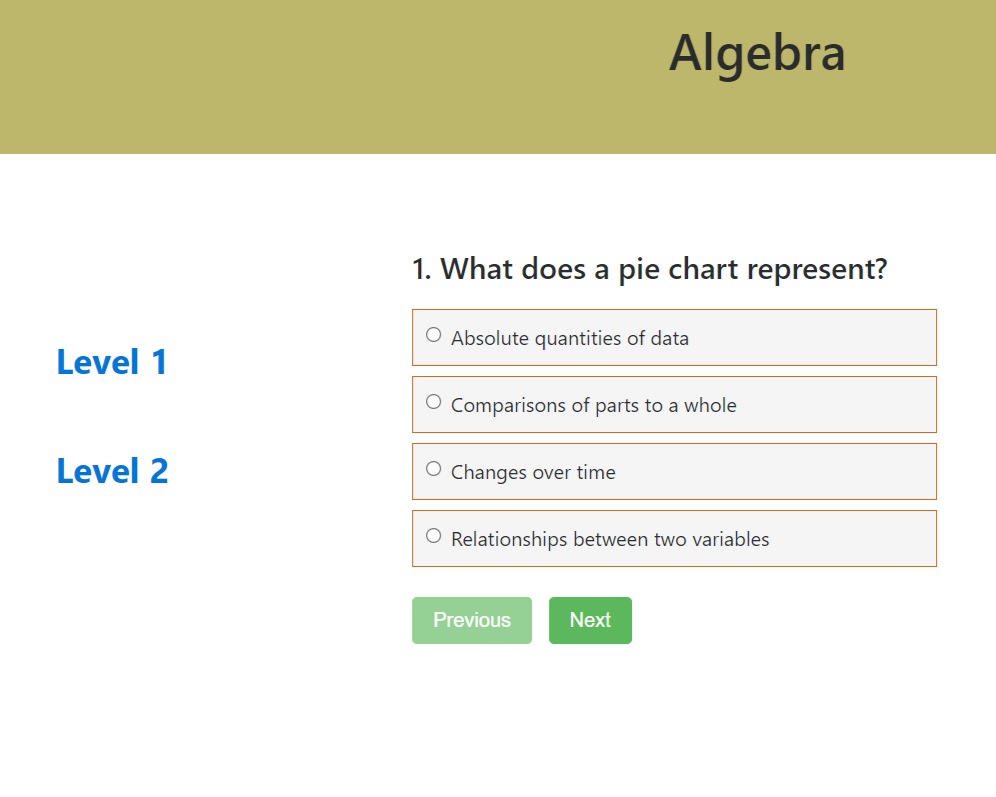 Algebra
1. What does a pie chart represent?
Absolute quantities of data
Level 1
Comparisons of parts to a whole
Level 2
Changes over time
Relationships between two variables
Previous Next